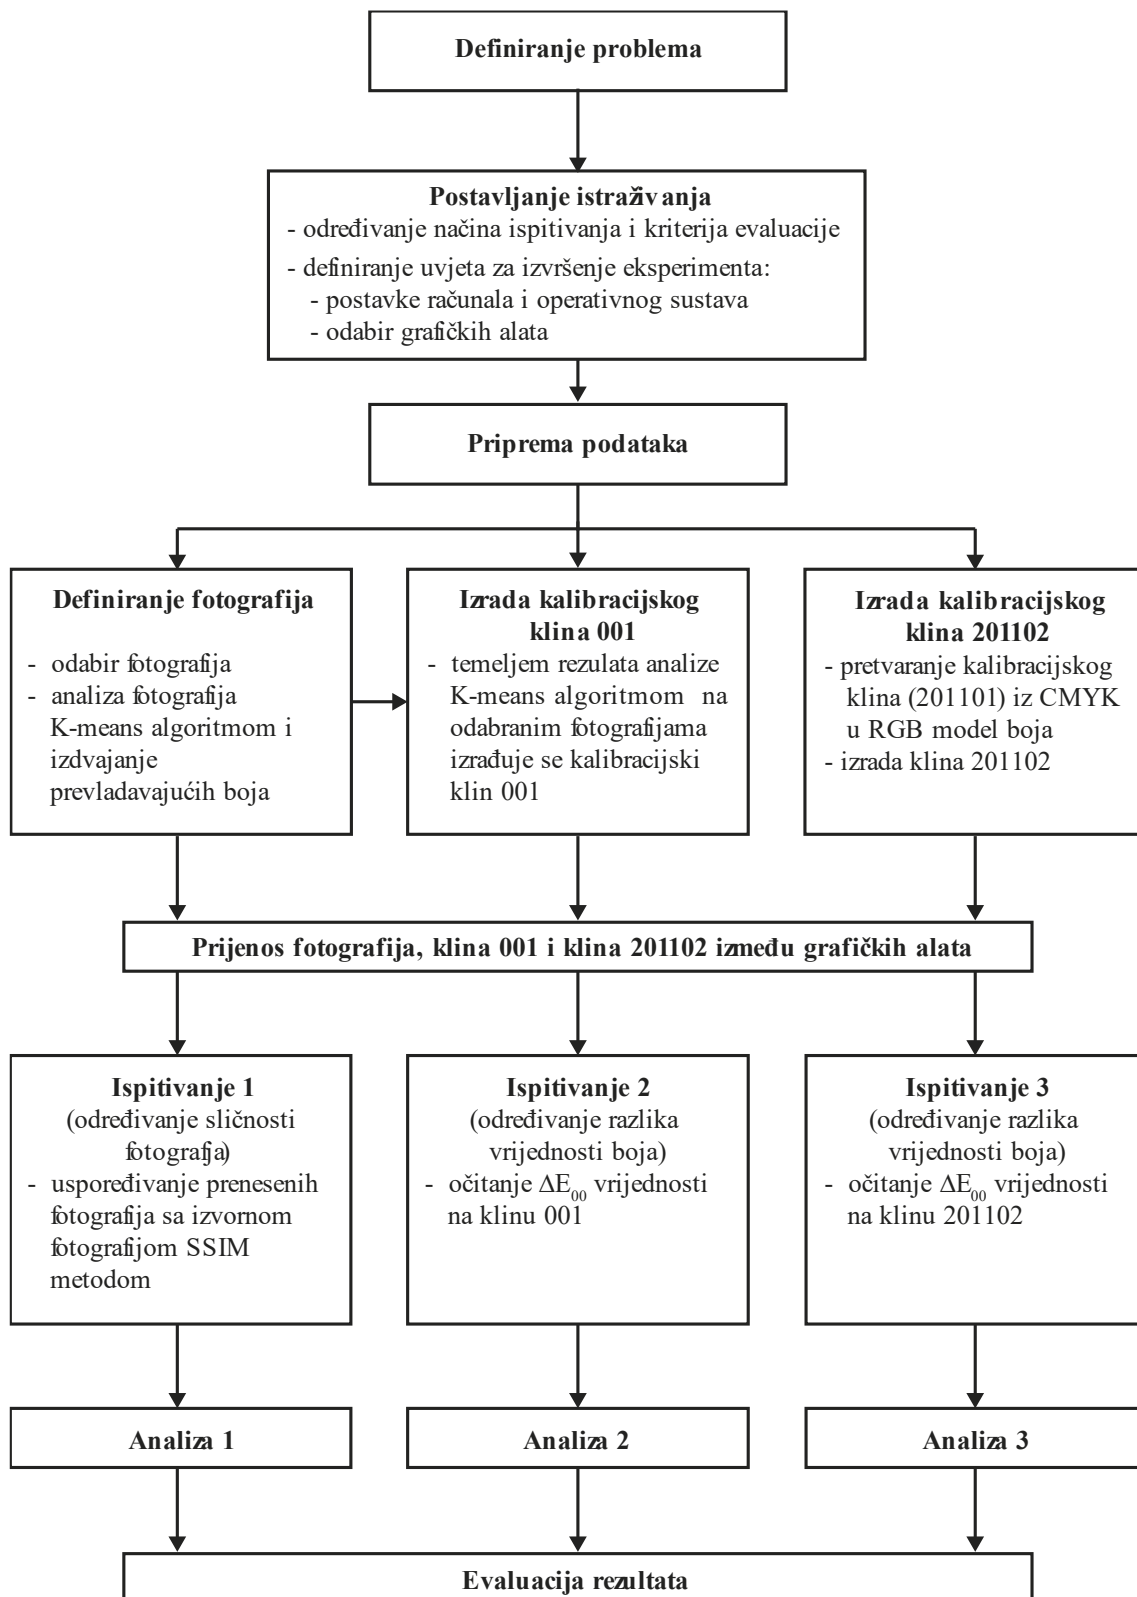 Definiranje problema
Postavljanje istraživanja
- određivanje načina ispitivanja i kriterija evaluacije
- definiranje uvjeta za izvršenje eksperimenta:
- postavke računala i operativnog sustava
- odabir grafičkih alata
Priprema podataka
Definiranje fotografija
- odabir fotografija
- analiza fotografija
K-means algoritmom i
izdvajanje
prevladavajućih boja
Izrada kalibracijskog
klina 001
- temeljem rezulata analize
K-means algoritmom na
odabranim fotografijama
izrađuje se kalibracijski
klin 001
Izrada kalibracijskog
klina 201102
- pretvaranje kalibracijskog
klina (201101) iz CMYK
u RGB model boja
- izrada klina 201102
Prijenos fotografija, klina 001 i klina 201102 između grafičkih alata
Ispitivanje 1
(određivanje sličnosti
fotografja)
- uspoređivanje prenesenih
fotografija sa izvornom
fotografijom SSIM
metodom
Ispitivanje 2
(određivanje razlika
vrijednosti boja)
- očitanje ΔE₀₀ vrijednosti
na klinu 001
Ispitivanje 3
(određivanje razlika
vrijednosti boja)
- očitanje ΔE₀₀ vrijednosti
na klinu 201102
Analiza 1
Analiza 2
Analiza 3
Evaluacija rezultata